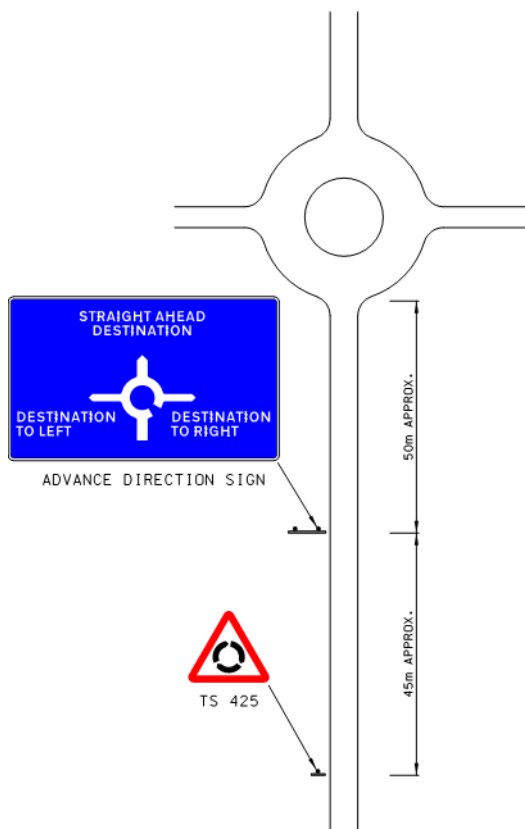 STRAIGHT AHEAD
DESTINATION
DESTINATION
TO LEFT
DESTINATION
TO RIGHT
ADVANCE DIRECTION SIGN
50m APPROX.
45m APPROX.
TS 425